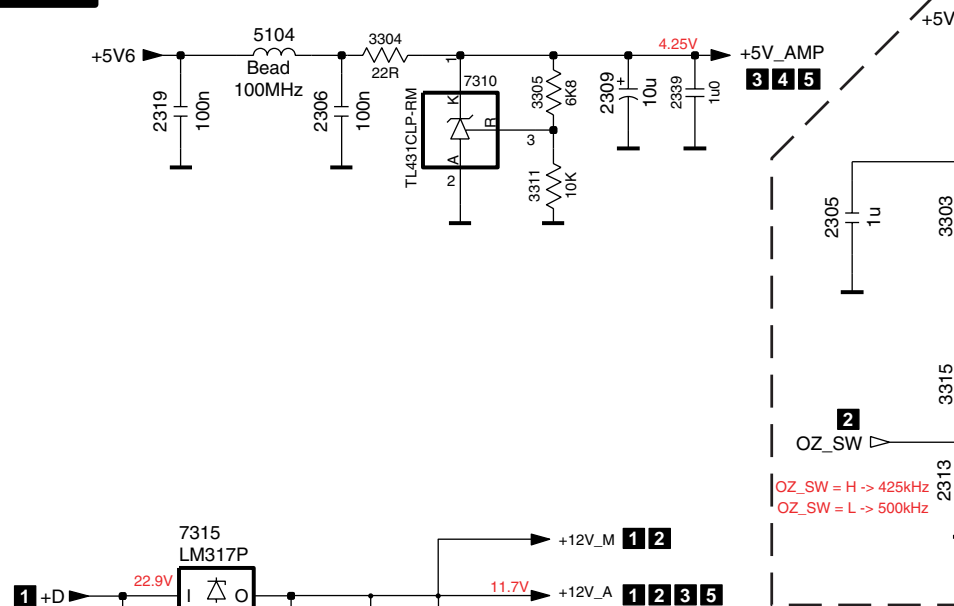 +5V
5104
3304
+5V6
4.25V
+5V_AMP
Bead
22R
1
7310
100MHz
3 4 5
2319
100n
2306
100n
TL431CLP-RM
K
R
A
3
2
3305
6K8
3311
10K
2309
+
10u
2339
1u0
2305
1u
3303
3315
2
OZ_SW
2313
OZ_SW = H -> 425kHz
OZ_SW = L -> 500kHz
7315
LM317P
+12V_M 1 2
1 +D
22.9V
I
O
11.7V
+12V_A 1 2 3 5